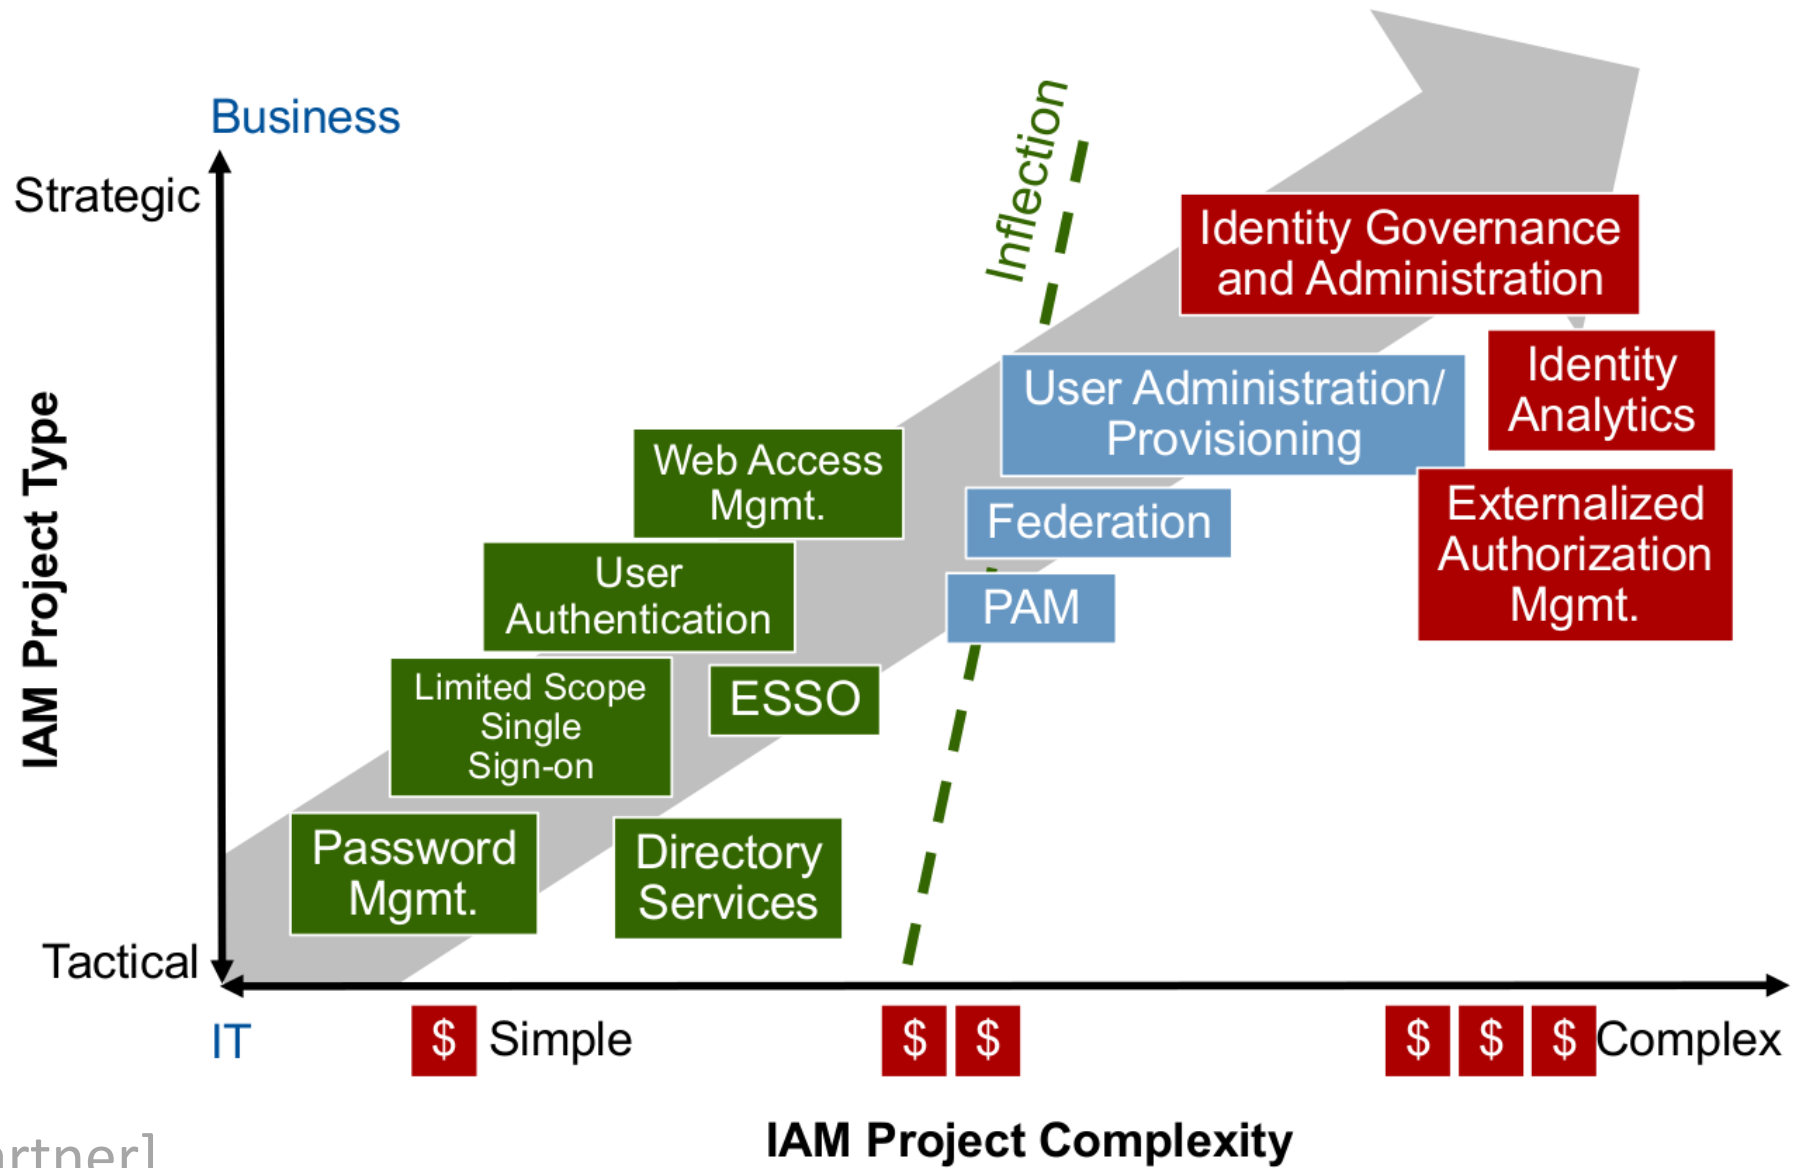 Business
Strategic
Inflection
Identity Governance
and Administration
Identity
Analytics
User Administration/
Provisioning
Web Access
Mgmt.
Externalized
Authorization
Mgmt.
Federation
User
Authentication
PAM
Limited Scope
Single
Sign-on
ESSO
IAM Project Type
Password
Mgmt.
Directory
Services
Tactical
IT
$ Simple
$ $
$ $ $ Complex
IAM Project Complexity
artner]